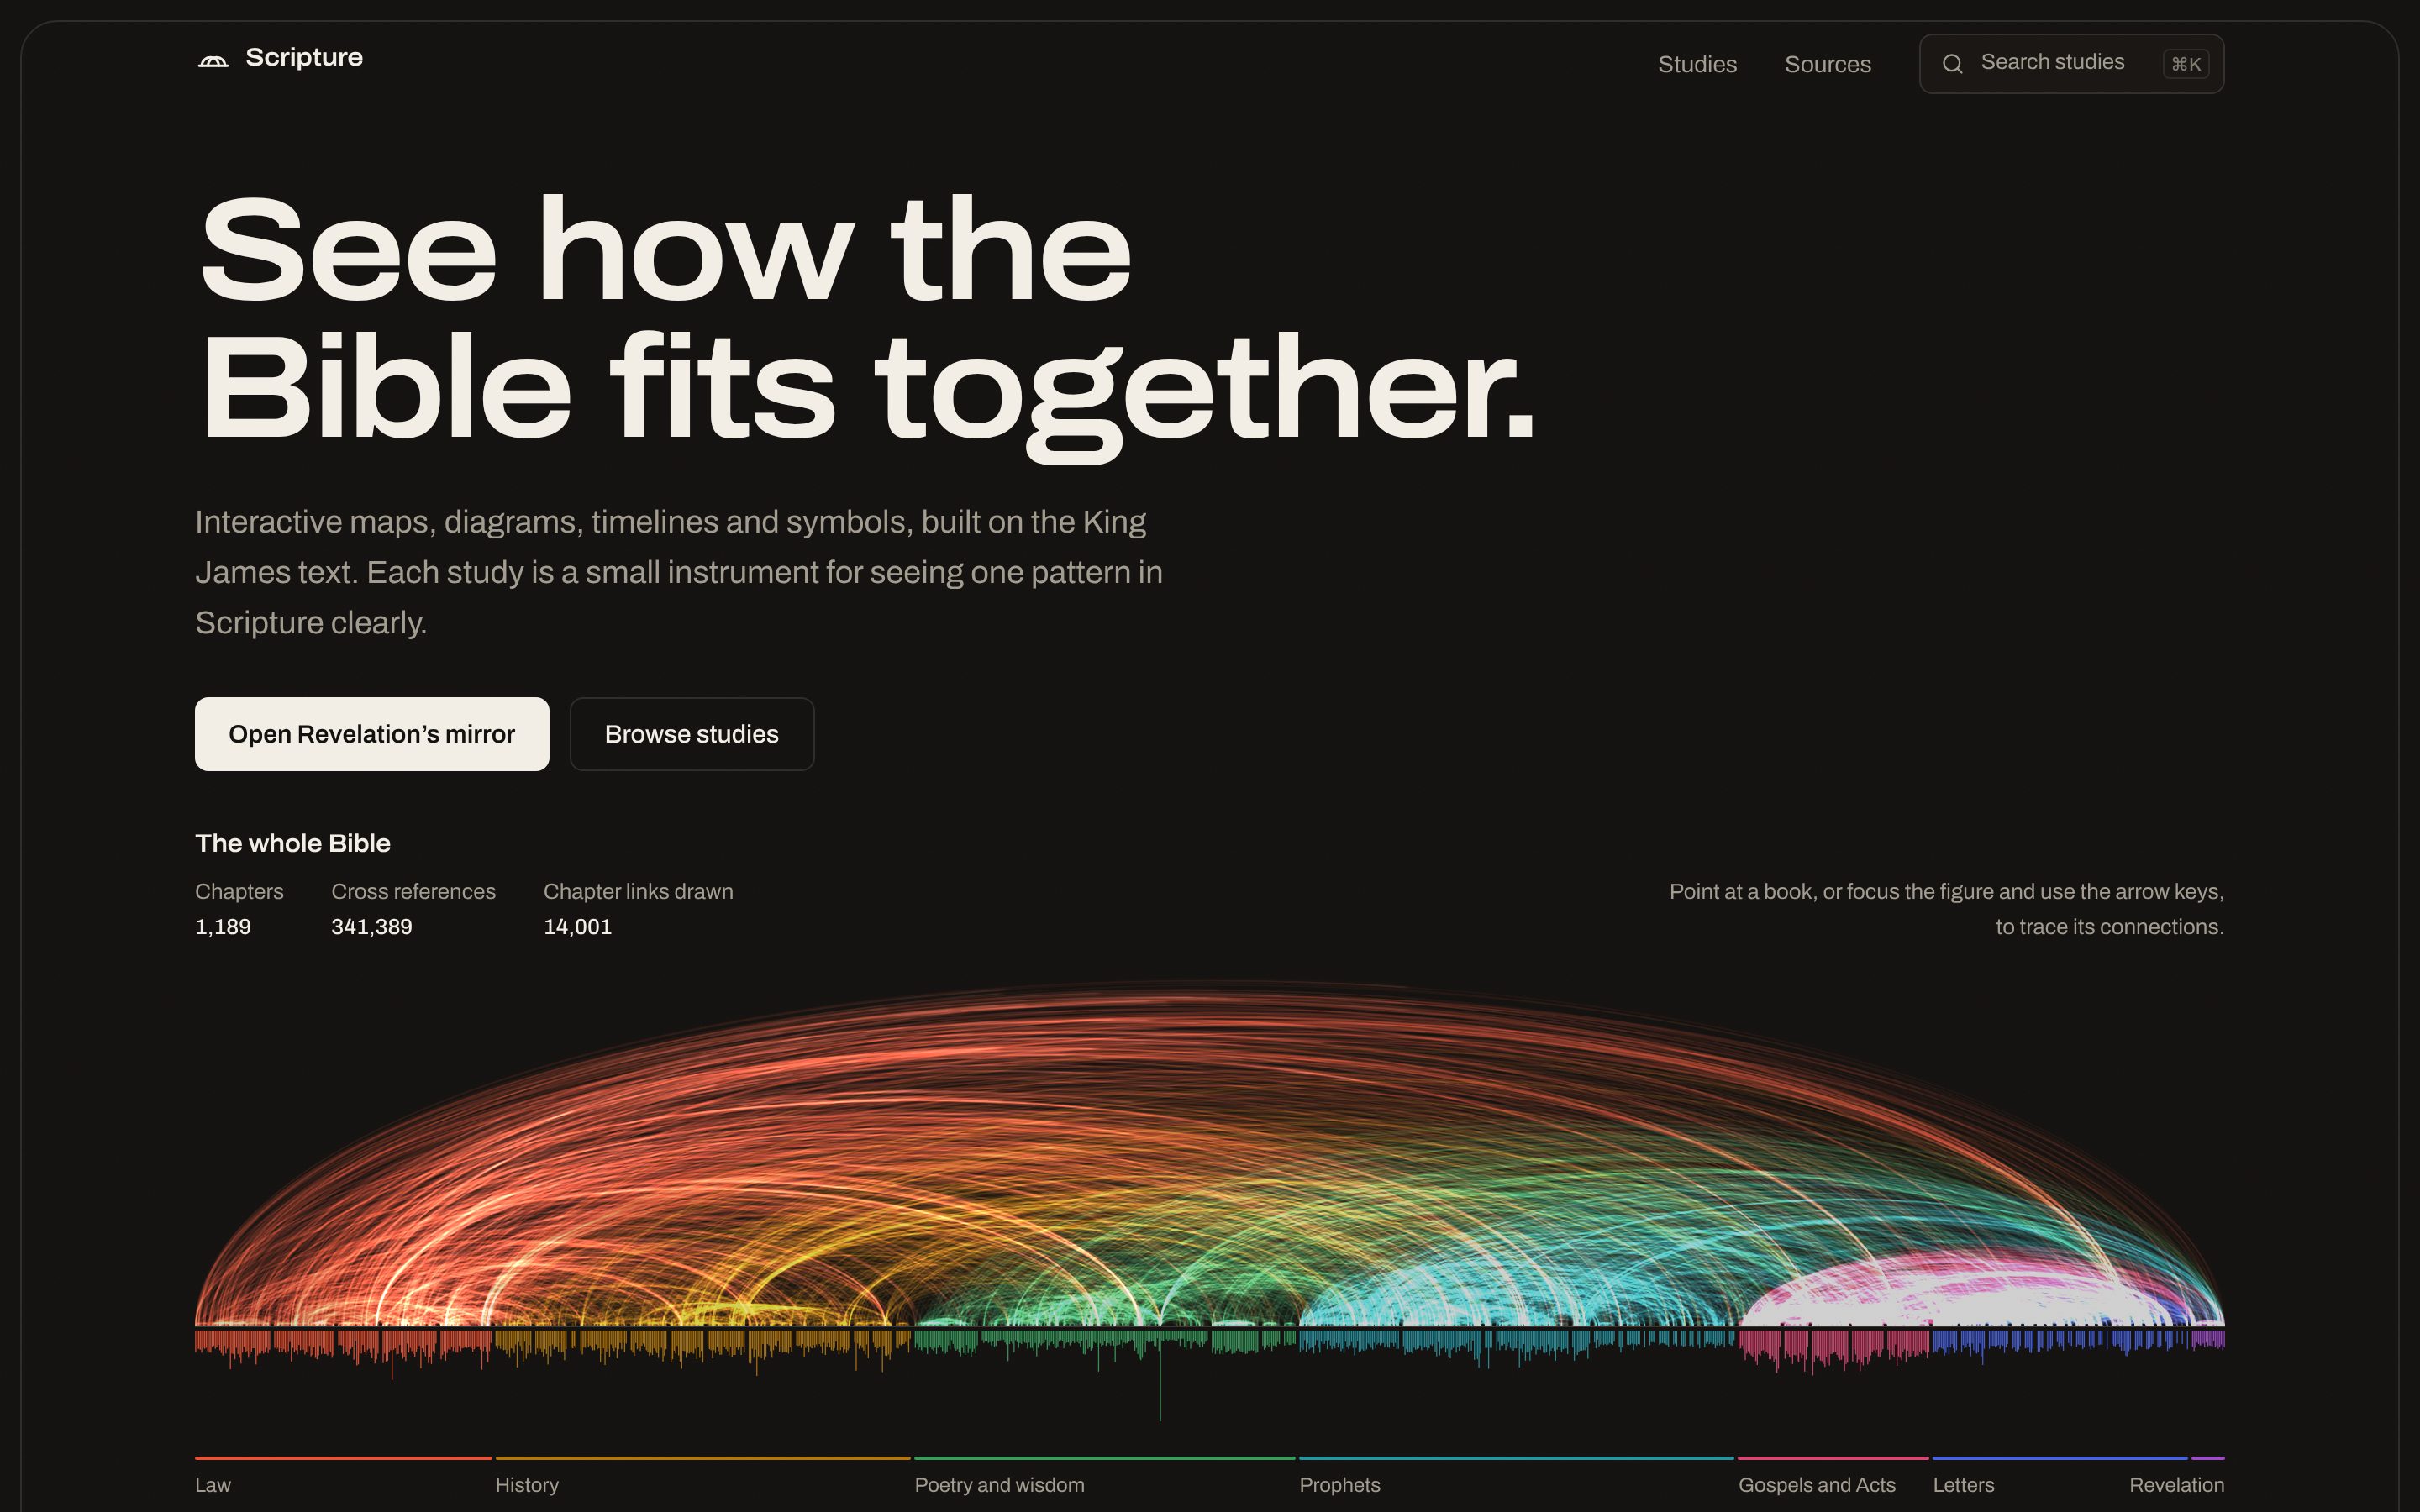 Scripture
Studies
Sources
Search studies
⌘K
See how the
Bible fits together.
Interactive maps, diagrams, timelines and symbols, built on the King
James text. Each study is a small instrument for seeing one pattern in
Scripture clearly.
Open Revelation’s mirror
Browse studies
The whole Bible
Chapters
1,189
Cross references
341,389
Chapter links drawn
14,001
Point at a book, or focus the figure and use the arrow keys,
to trace its connections.
Law
History
Poetry and wisdom
Prophets
Gospels and Acts
Letters
Revelation